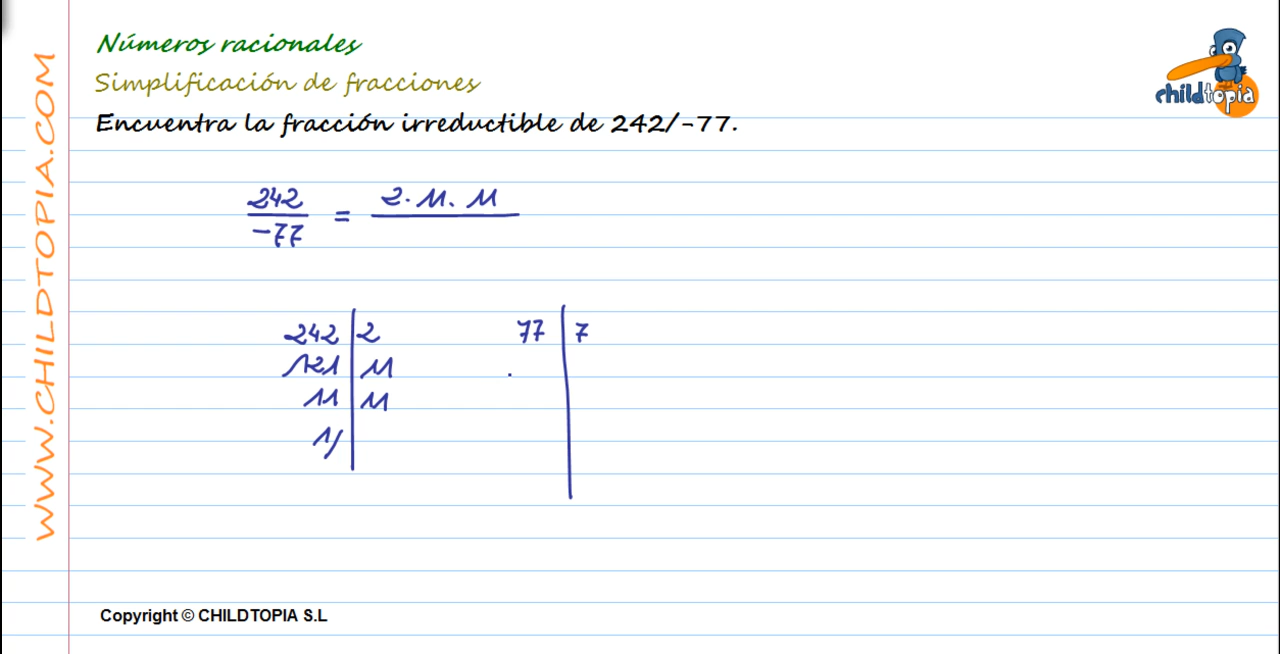 WWW.CHILDTOPIA.COM
Números racionales
childtopia
Simplificación de fracciones
Encuentra la fracción irreductible de 242/-77.
242 / -77 = 2 · 11 · 11
242 | 2
121 | 11
11 | 11
1 |
77 | 7
Copyright © CHILDTOPIA S.L